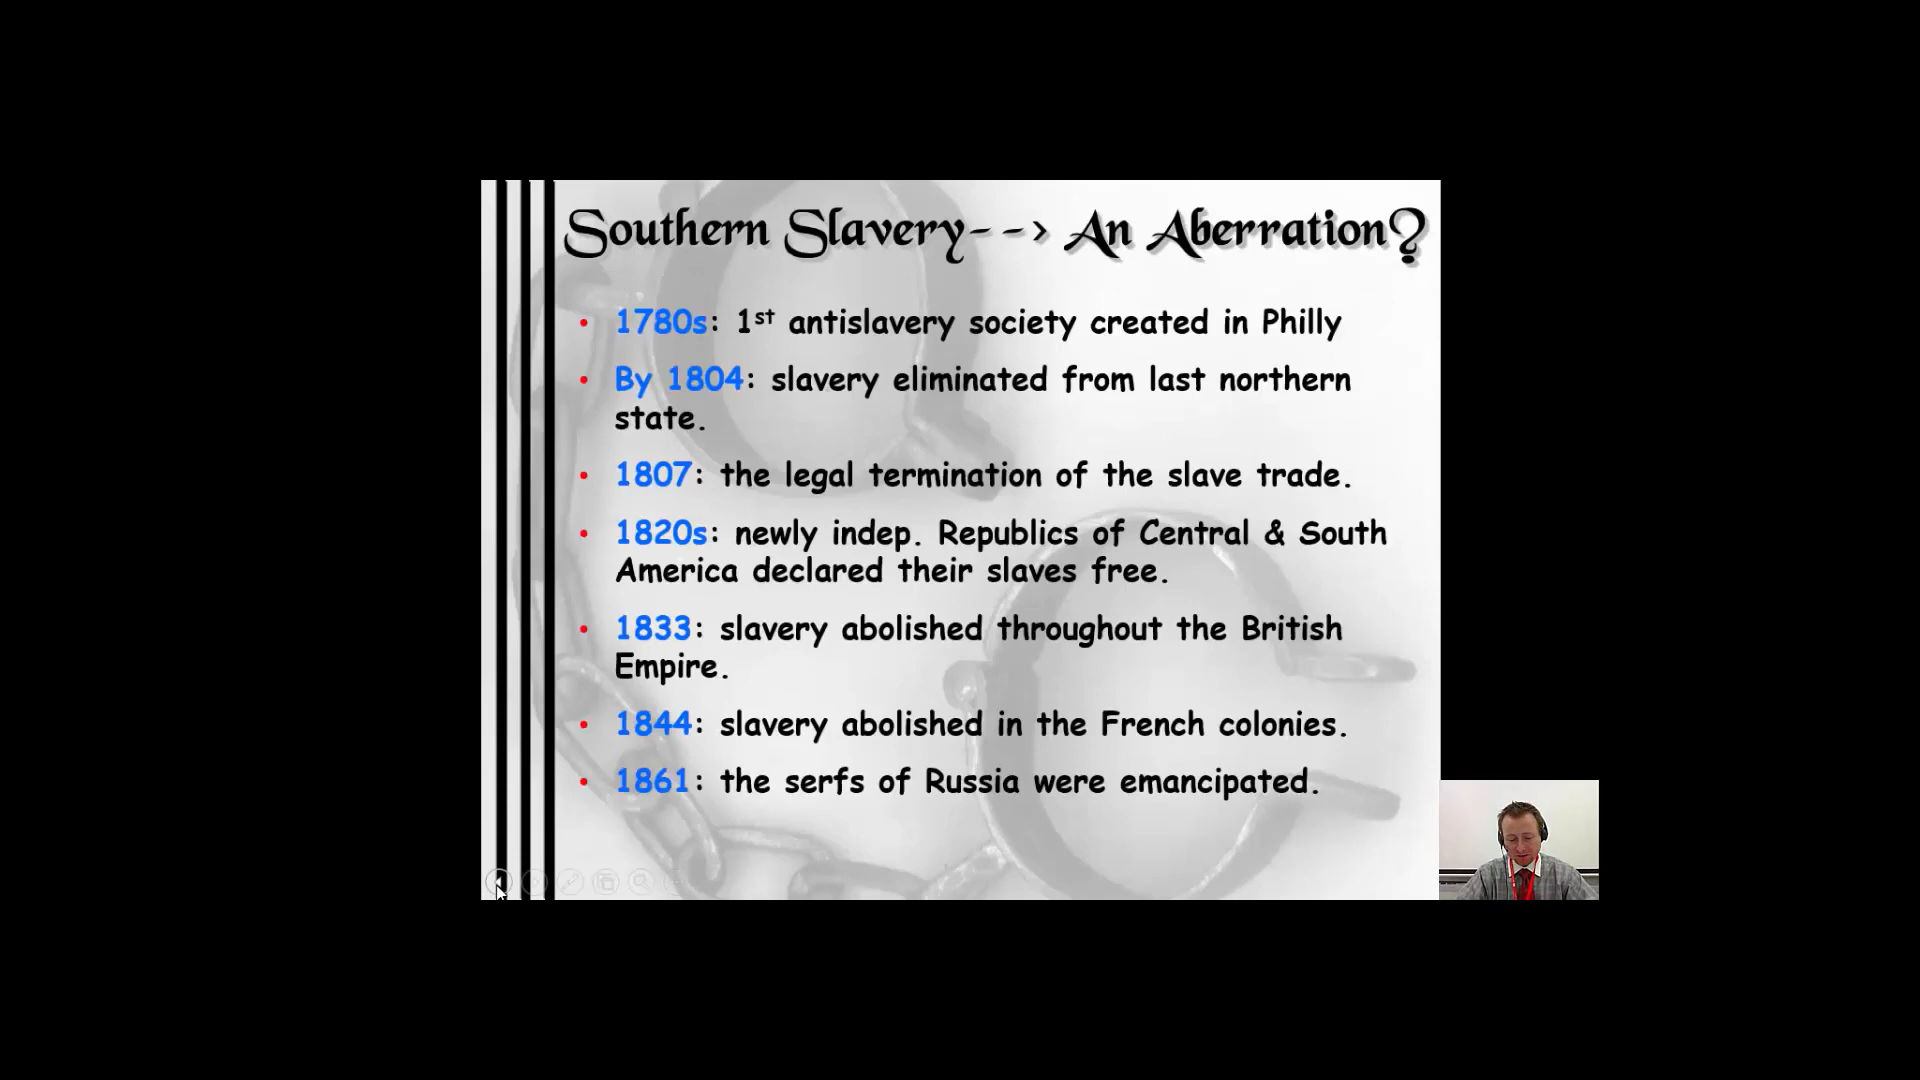 Southern Slavery--> An Aberration?
• 1780s: 1st antislavery society created in Philly
• By 1804: slavery eliminated from last northern
state.
• 1807: the legal termination of the slave trade.
• 1820s: newly indep. Republics of Central & South
America declared their slaves free.
• 1833: slavery abolished throughout the British
Empire.
• 1844: slavery abolished in the French colonies.
• 1861: the serfs of Russia were emancipated.